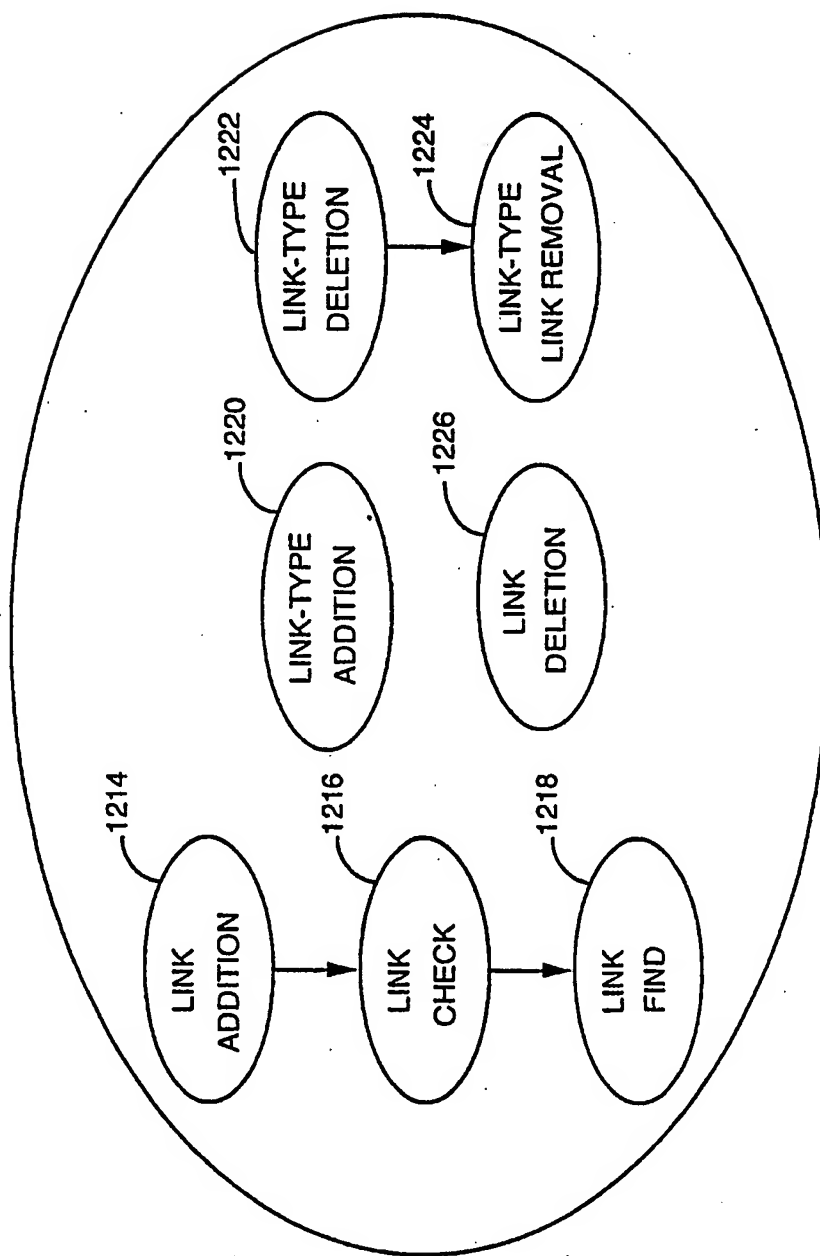 1214
LINK
ADDITION
1216
LINK
CHECK
1218
LINK
FIND
1220
LINK-TYPE
ADDITION
1226
LINK
DELETION
1222
LINK-TYPE
DELETION
1224
LINK-TYPE
LINK REMOVAL